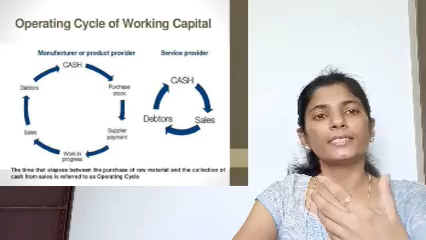 Operating Cycle of Working Capital
Manufacturer or product provider
Service provider
CASH
Purchase
stock
Supplier
payment
Work in
progress
Sales
Debtors
CASH
Sales
Debtors
The time that elapses between the purchase of raw material and the collection of
cash from sales is referred to as Operating Cycle